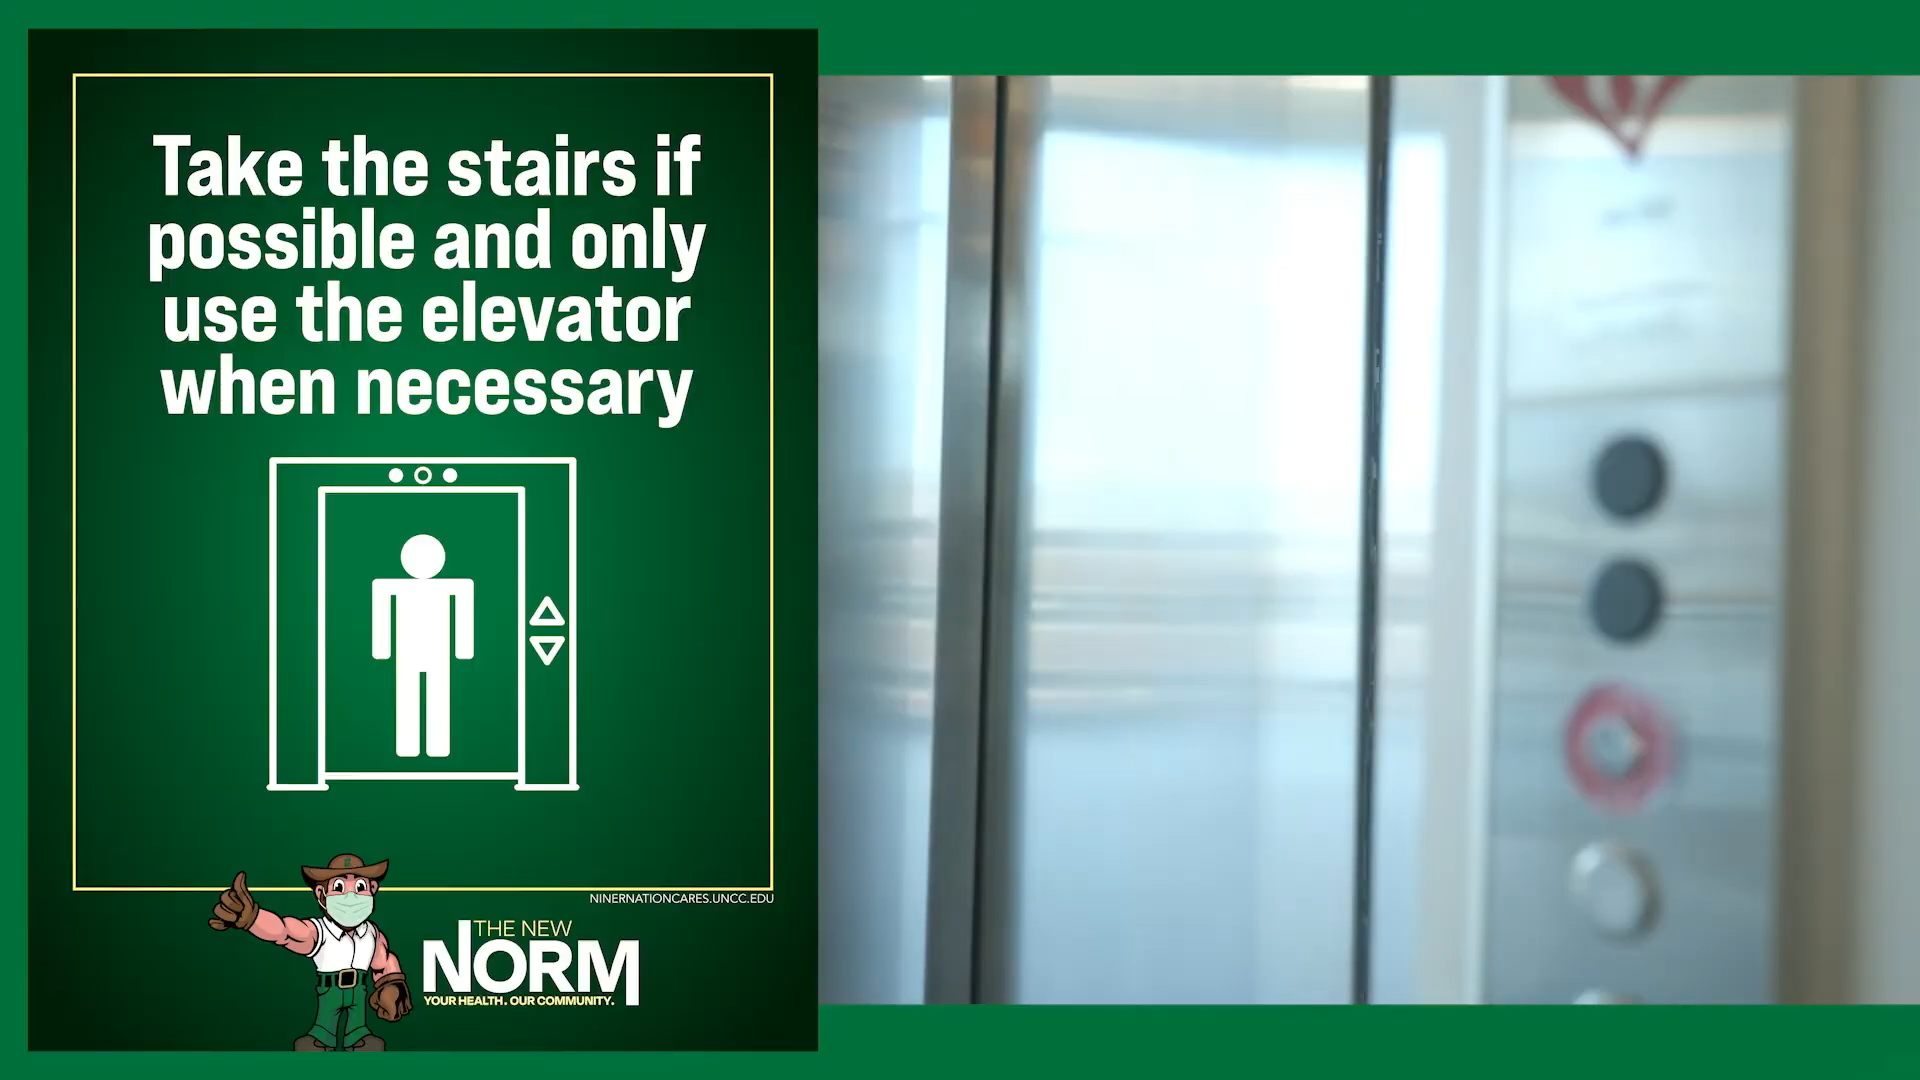 Take the stairs if
possible and only
use the elevator
when necessary
NINERNATIONCARES.UNCC.EDU
THE NEW
NORM
YOUR HEALTH. OUR COMMUNITY.